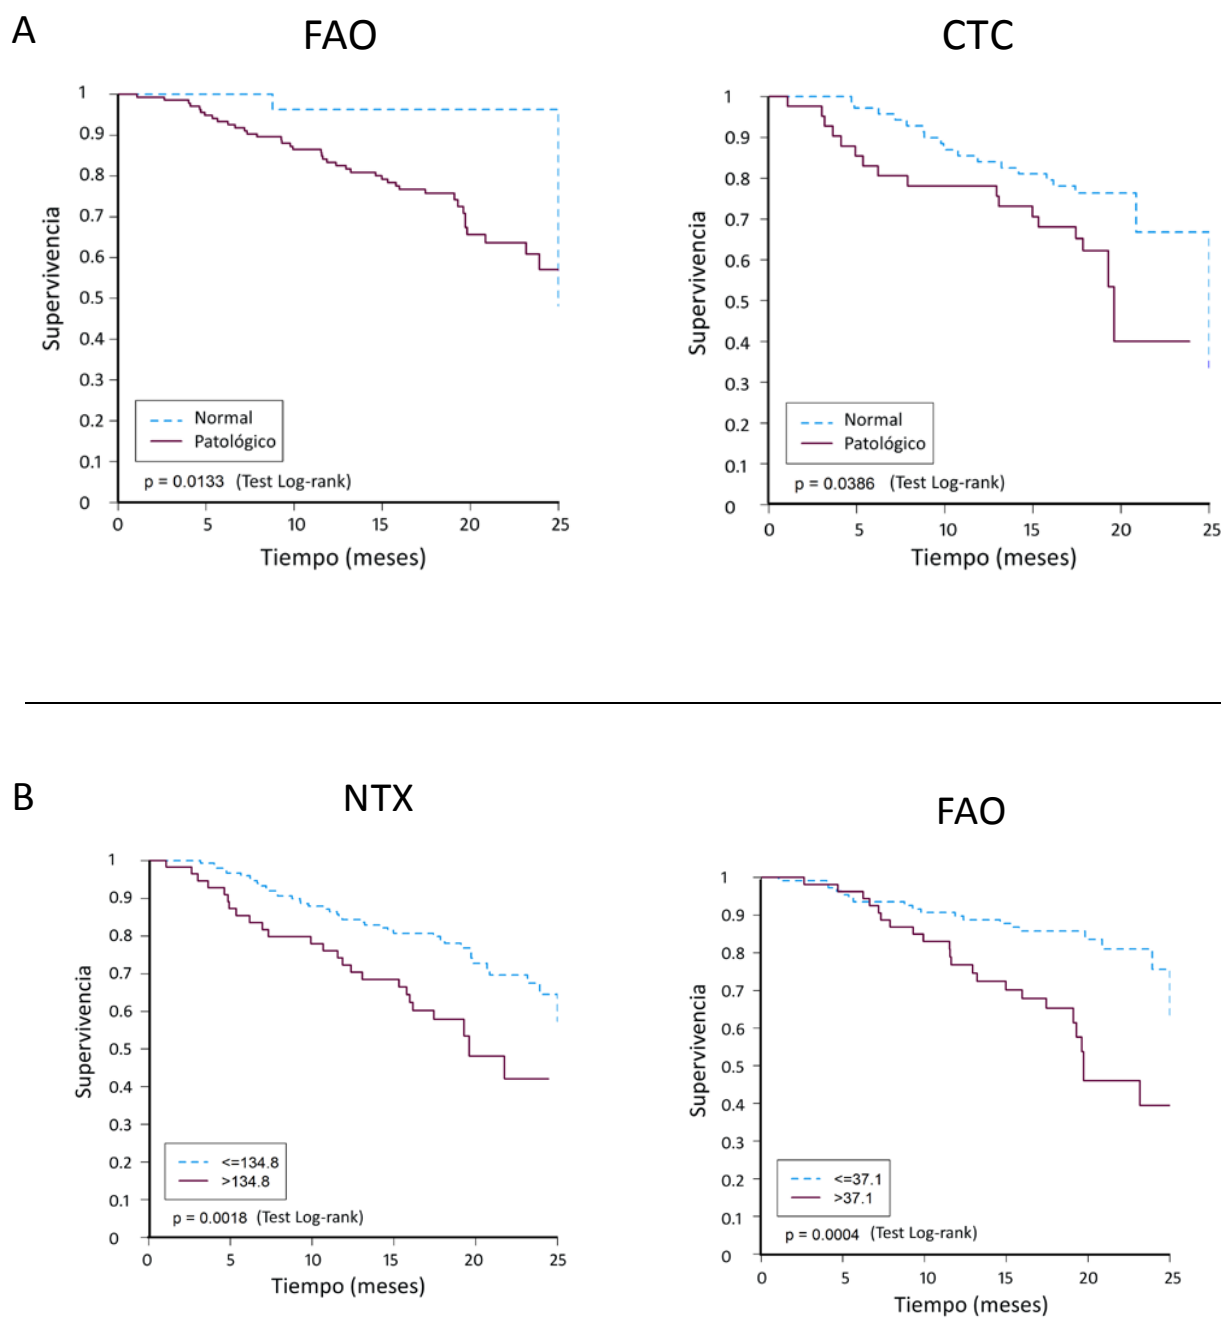 A
FAO
CTC
1
0.9
0.8
0.7
0.6
0.5
0.4
0.3
0.2
0.1
0
Supervivencia
Normal
Patológico
p = 0.0133 (Test Log-rank)
0 5 10 15 20 25
Tiempo (meses)
1
0.9
0.8
0.7
0.6
0.5
0.4
0.3
0.2
0.1
0
Supervivencia
Normal
Patológico
p = 0.0386 (Test Log-rank)
0 5 10 15 20 25
Tiempo (meses)
B
NTX
FAO
1
0.9
0.8
0.7
0.6
0.5
0.4
0.3
0.2
0.1
0
Supervivencia
<=134.8
>134.8
p = 0.0018 (Test Log-rank)
0 5 10 15 20 25
Tiempo (meses)
1
0.9
0.8
0.7
0.6
0.5
0.4
0.3
0.2
0.1
0
Supervivencia
<=37.1
>37.1
p = 0.0004 (Test Log-rank)
0 5 10 15 20 25
Tiempo (meses)